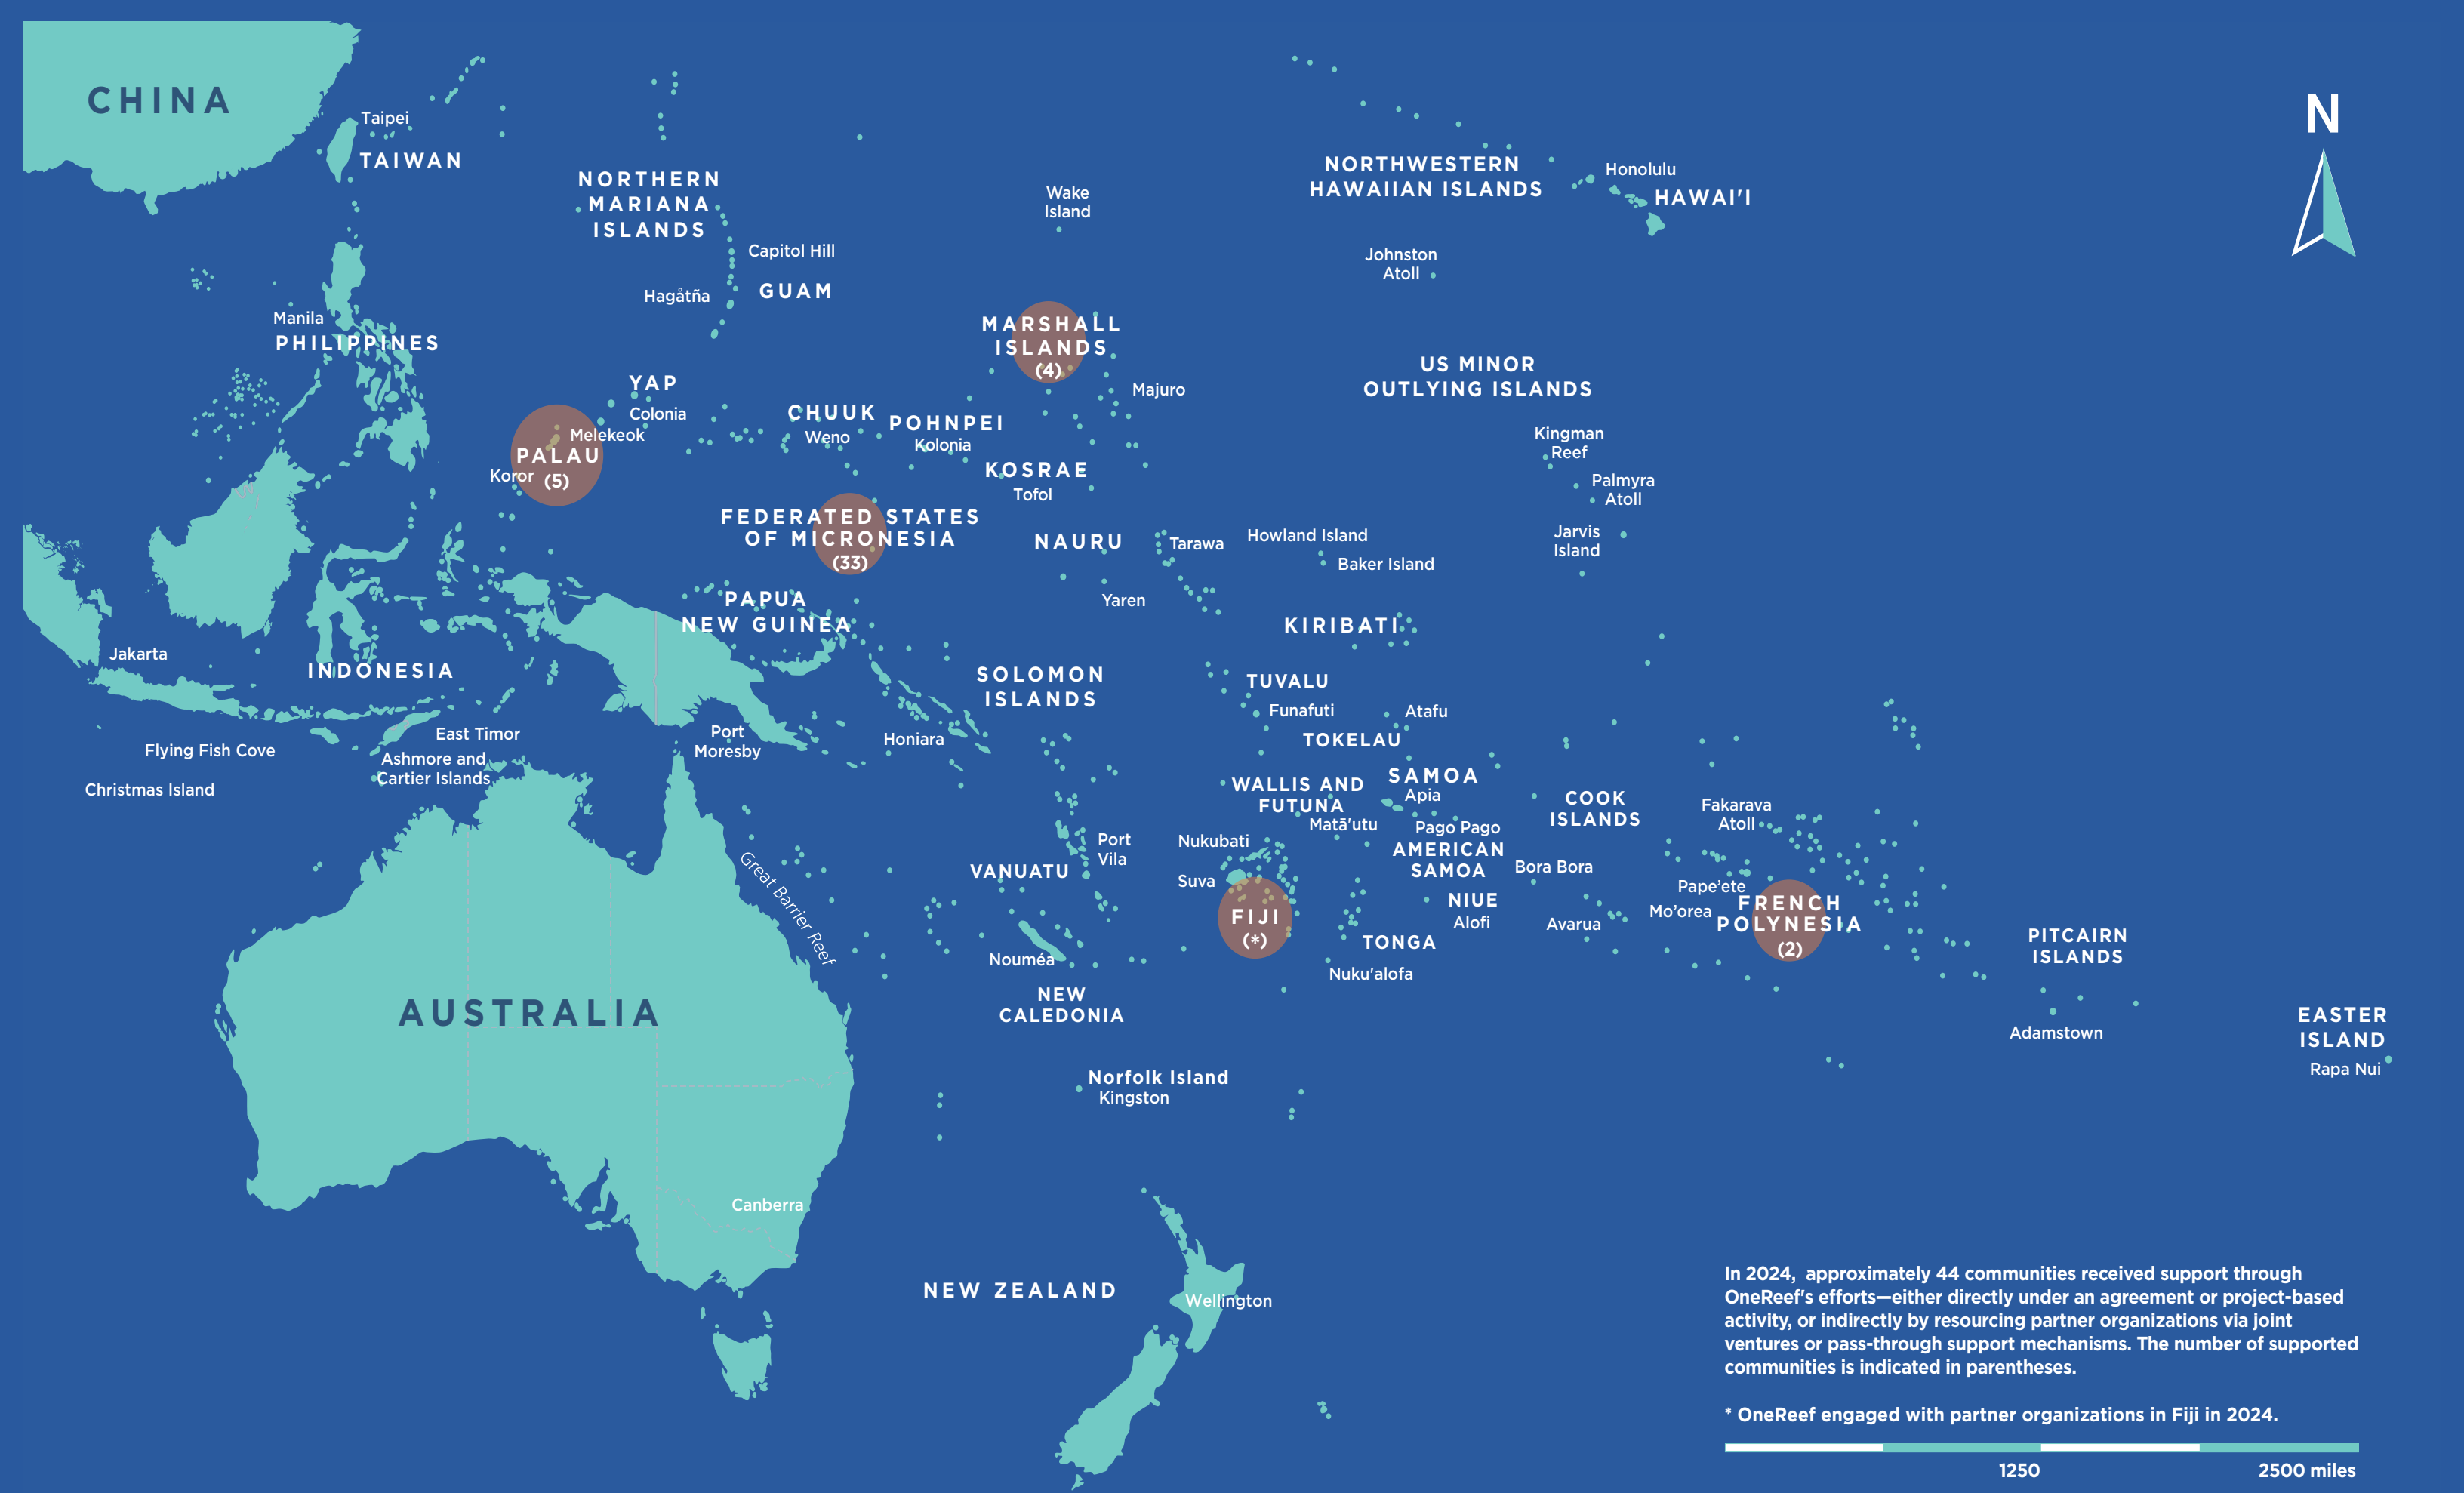 CHINA
Taipei
TAIWAN
NORTHERN
MARIANA
ISLANDS
Capitol Hill
Hagåtña
GUAM
Wake
Island
NORTHWESTERN
HAWAIIAN ISLANDS
Honolulu
HAWAI'I
Johnston
Atoll
N
Manila
PHILIPPINES
MARSHALL
ISLANDS
(4)
Majuro
US MINOR
OUTLYING ISLANDS
YAP
Colonia
Melekeok
PALAU
Koror
(5)
CHUUK
Weno
POHNPEI
Kolonia
KOSRAE
Tofol
Kingman
Reef
Palmyra
Atoll
Jarvis
Island
FEDERATED STATES
OF MICRONESIA
(33)
NAURU
Yaren
Tarawa
Howland Island
Baker Island
PAPUA
NEW GUINEA
KIRIBATI
Jakarta
INDONESIA
SOLOMON
ISLANDS
Honiara
TUVALU
Funafuti
Atafu
TOKELAU
East Timor
Port
Moresby
Flying Fish Cove
Ashmore and
Cartier Islands
Christmas Island
WALLIS AND
FUTUNA
Matā'utu
SAMOA
Apia
Pago Pago
AMERICAN
SAMOA
COOK
ISLANDS
Fakarava
Atoll
Great Barrier Reef
Port
Vila
VANUATU
Nukubati
Suva
FIJI
(*)
Bora Bora
NIUE
Alofi
Avarua
Pape’ete
Mo’orea
FRENCH
POLYNESIA
(2)
TONGA
Nuku'alofa
Nouméa
NEW
CALEDONIA
PITCAIRN
ISLANDS
Adamstown
EASTER
ISLAND
Rapa Nui
AUSTRALIA
Norfolk Island
Kingston
Canberra
NEW ZEALAND
Wellington
In 2024, approximately 44 communities received support through
OneReef's efforts—either directly under an agreement or project-based
activity, or indirectly by resourcing partner organizations via joint
ventures or pass-through support mechanisms. The number of supported
communities is indicated in parentheses.
* OneReef engaged with partner organizations in Fiji in 2024.
1250
2500 miles